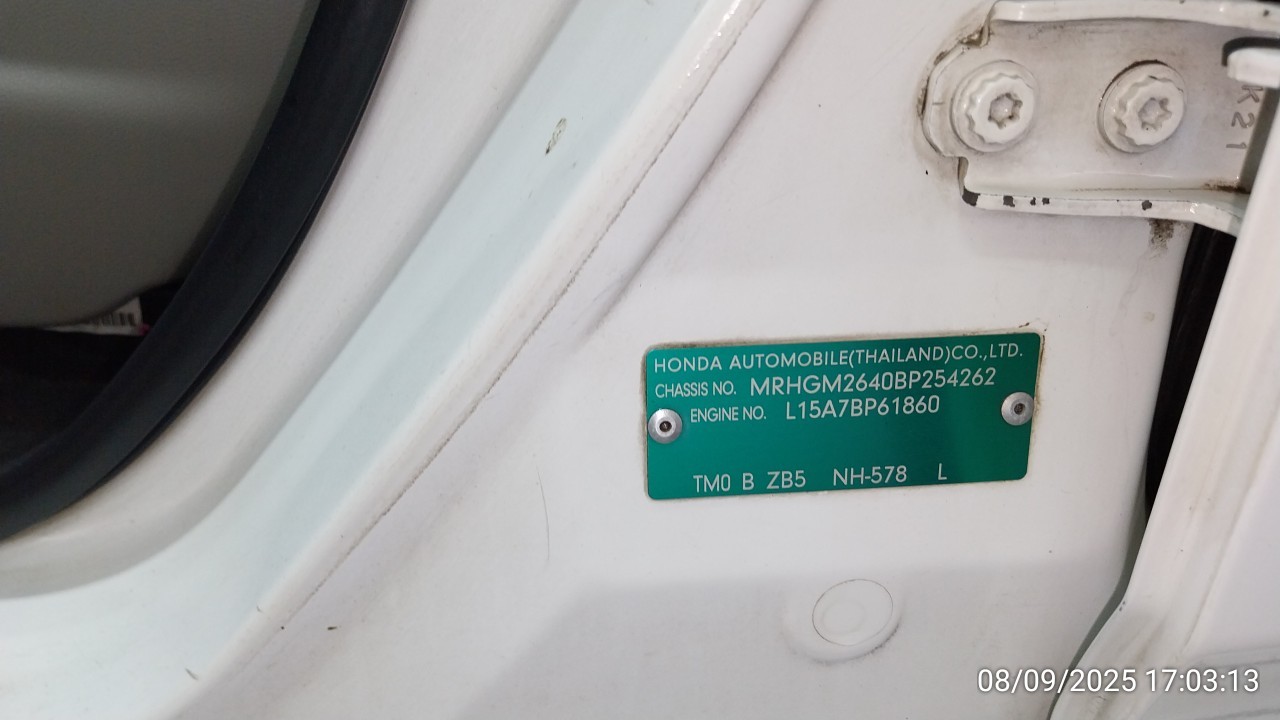 K21
HONDA AUTOMOBILE(THAILAND)CO.,LTD.
CHASSIS NO. MRHGM2640BP254262
ENGINE NO. L15A7BP61860
TM0 B ZB5 NH-578 L
08/09/2025 17:03:13